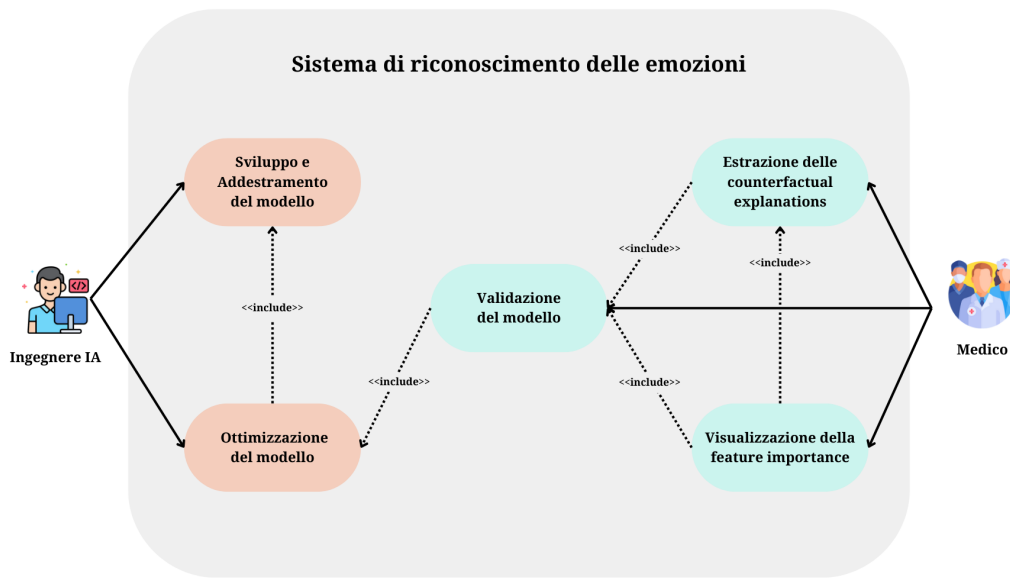 Sistema di riconoscimento delle emozioni
Sviluppo e
Addestramento
del modello
Estrazione delle
counterfactual
explanations
<<include>>
<<include>>
</>
Validazione
del modello
<<include>>
Ingegnere IA
Medico
<<include>>
<<include>>
Ottimizzazione
del modello
Visualizzazione della
feature importance